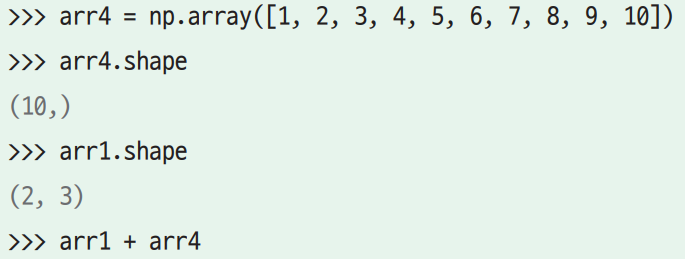 >>> arr4 = np.array([1, 2, 3, 4, 5, 6, 7, 8, 9, 10])
>>> arr4.shape
(10,)
>>> arr1.shape
(2, 3)
>>> arr1 + arr4